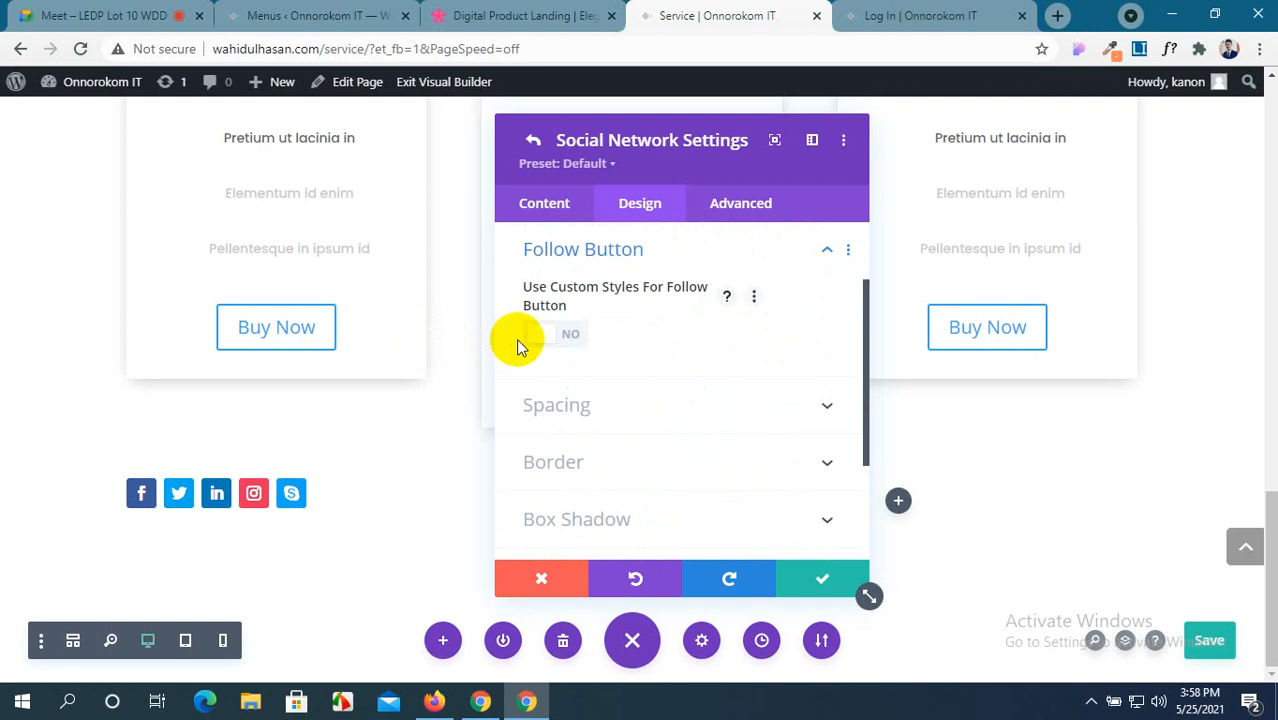 Meet – LEDP Lot 10 WDD
Menus ‹ Onnorokom IT — W
Digital Product Landing | Eleg
Service | Onnorokom IT
Log In | Onnorokom IT
Not secure
wahidulhasan.com/service/?et_fb=1&PageSpeed=off
Onnorokom IT
1
0
New
Edit Page
Exit Visual Builder
Howdy, kanon
Pretium ut lacinia in
Elementum id enim
Pellentesque in ipsum id
Buy Now
Social Network Settings
Preset: Default
Content
Design
Advanced
Follow Button
Use Custom Styles For Follow
Button
NO
Spacing
Border
Box Shadow
Pretium ut lacinia in
Elementum id enim
Pellentesque in ipsum id
Buy Now
Activate Windows
Save
3:58 PM
5/25/2021
2